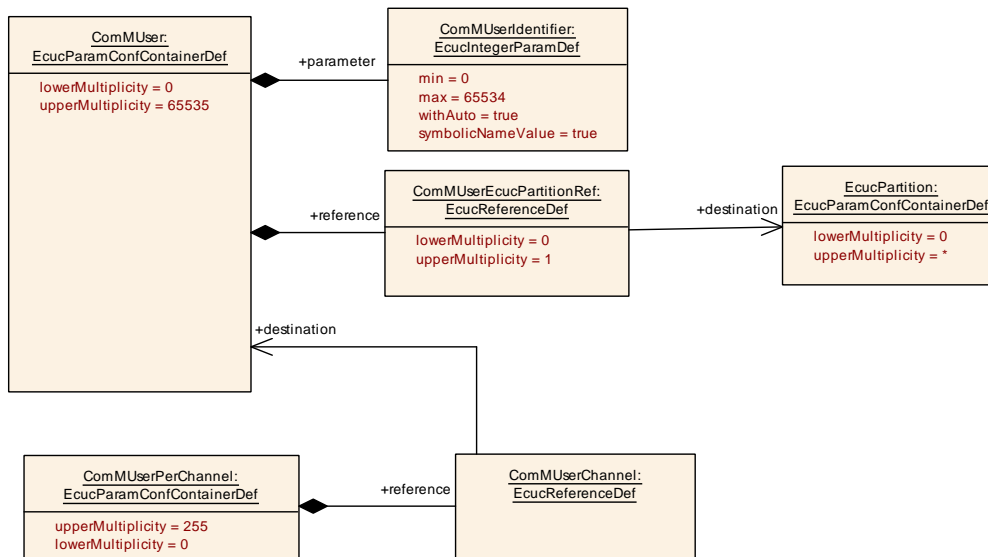 ComMUser:
EcucParamConfContainerDef
lowerMultiplicity = 0
upperMultiplicity = 65535
+parameter
ComMUserIdentifier:
EcucIntegerParamDef
min = 0
max = 65534
withAuto = true
symbolicNameValue = true
+reference
ComMUserEcucPartitionRef:
EcucReferenceDef
lowerMultiplicity = 0
upperMultiplicity = 1
+destination
EcucPartition:
EcucParamConfContainerDef
lowerMultiplicity = 0
upperMultiplicity = *
+destination
ComMUserPerChannel:
EcucParamConfContainerDef
upperMultiplicity = 255
lowerMultiplicity = 0
+reference
ComMUserChannel:
EcucReferenceDef